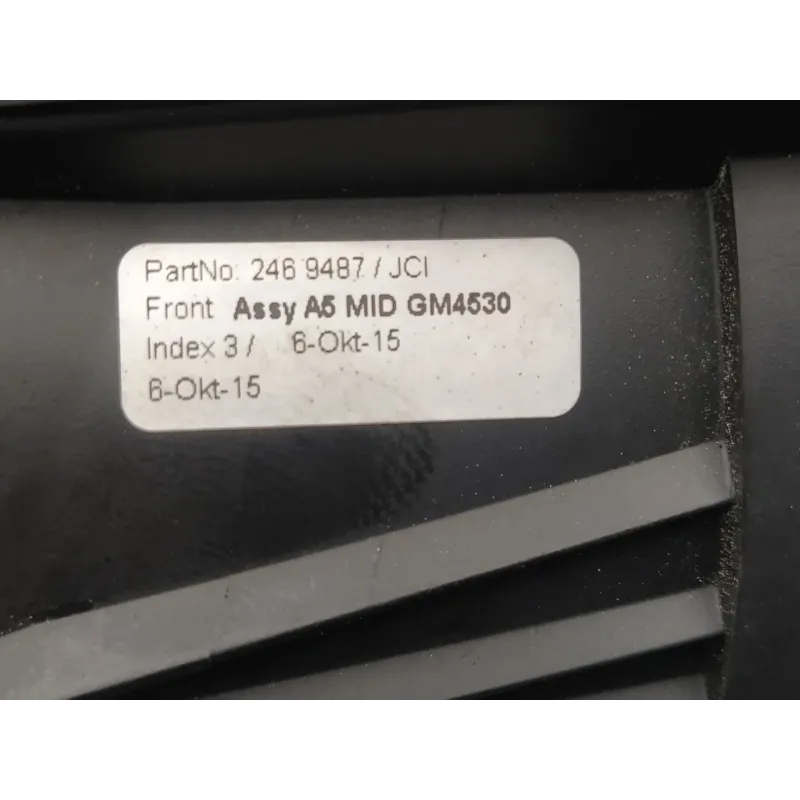 PartNo: 246 9487 / JCI
Front Assy A5 MID GM4530
Index 3 / 6-Okt-15
6-Okt-15